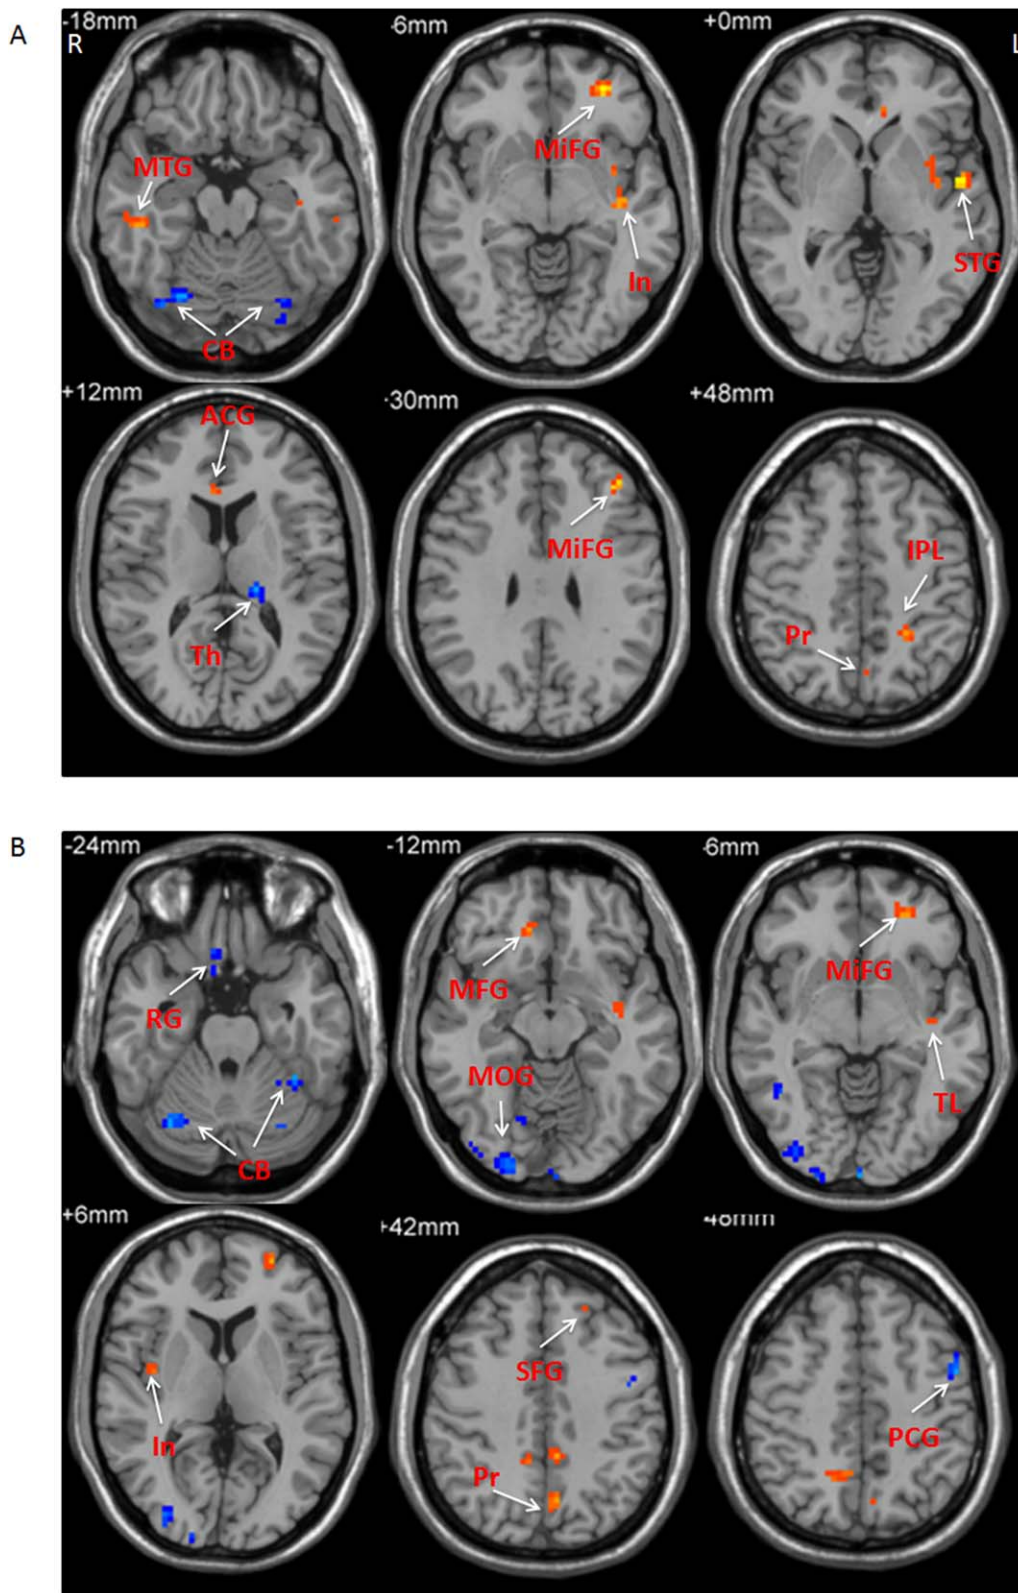 A
-18mm
R
-6mm
+0mm
L
MTG
MiFG
In
STG
CB
+12mm
-30mm
+48mm
ACG
MiFG
IPL
Th
Pr
B
-24mm
-12mm
-6mm
RG
MFG
MiFG
MOG
TL
CB
+6mm
+42mm
SFG
In
Pr
PCG